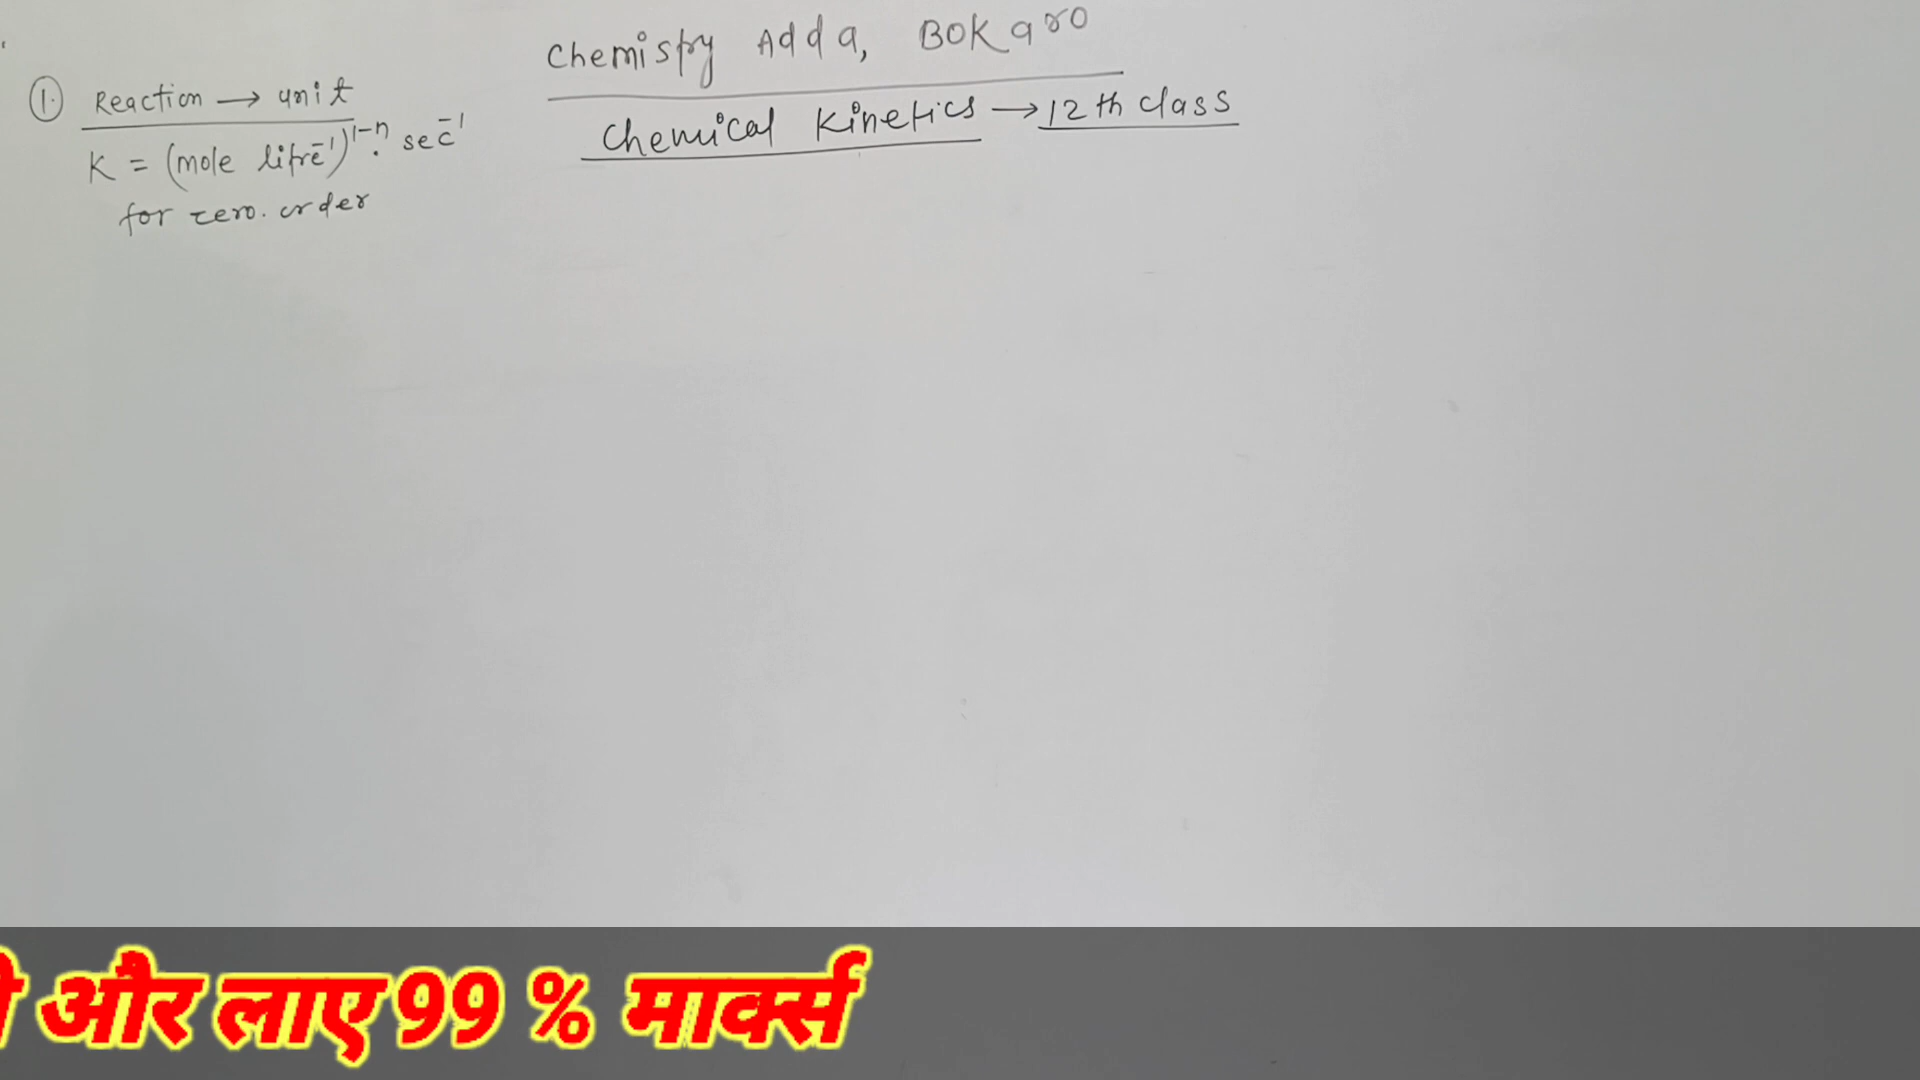 Chemistry Adda, Bokaro
Chemical Kinetics → 12th class
①. Reaction → unit
K = (mole litre⁻¹)¹⁻ⁿ. sec⁻¹
for zero. order
और लाए 99 % मार्क्स